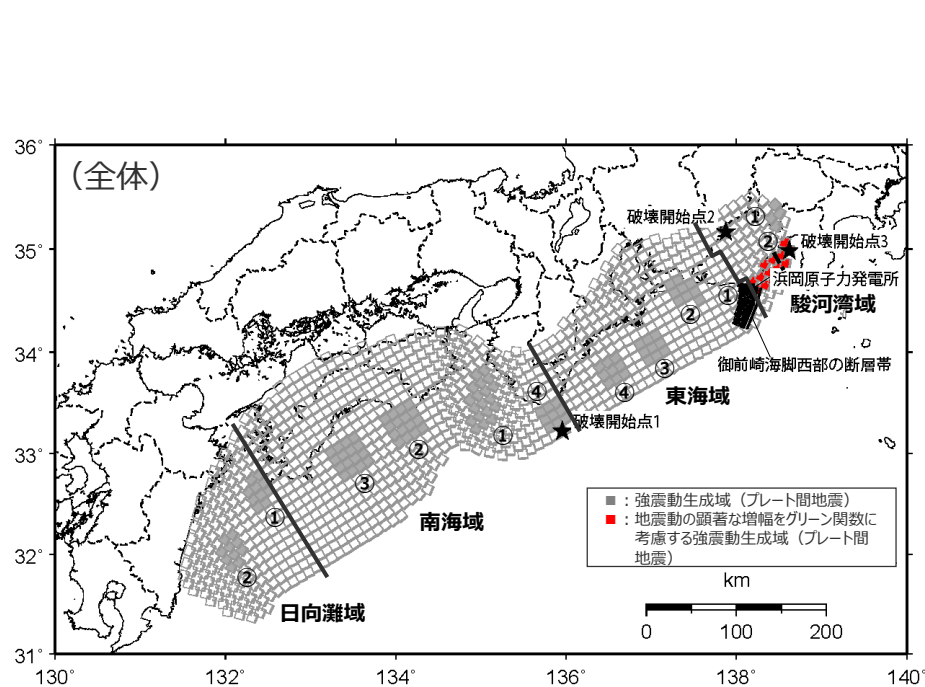 36°
（全体）
破壊開始点2
①
②
破壊開始点3
35°
浜岡原子力発電所
①
駿河湾域
②
34°
御前崎海脚西部の断層帯
③
④
④
東海域
破壊開始点1
①
②
33°
③
■：強震動生成域（プレート間地震）
■：地震動の顕著な増幅をグリーン関数に
考慮する強震動生成域（プレート間
地震）
①
南海域
32°
②
km
日向灘域
0 100 200
31°
130° 132° 134° 136° 138° 140°